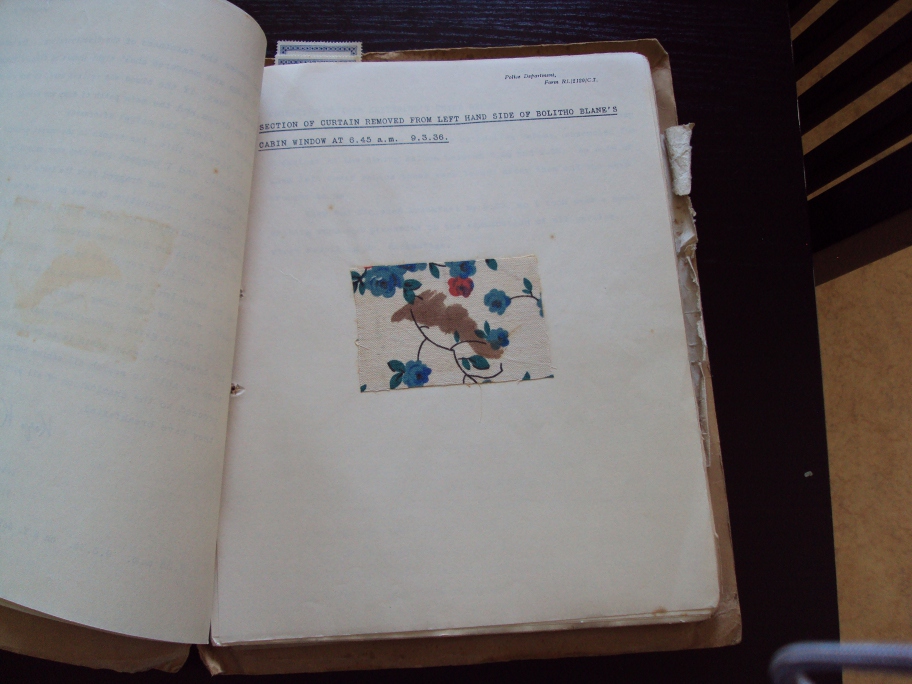 Police Department,
SECTION OF CURTAIN REMOVED FROM LEFT HAND SIDE OF BOLITHO BLANE'S
CABIN WINDOW AT 8.45 a.m. 9.3.36.